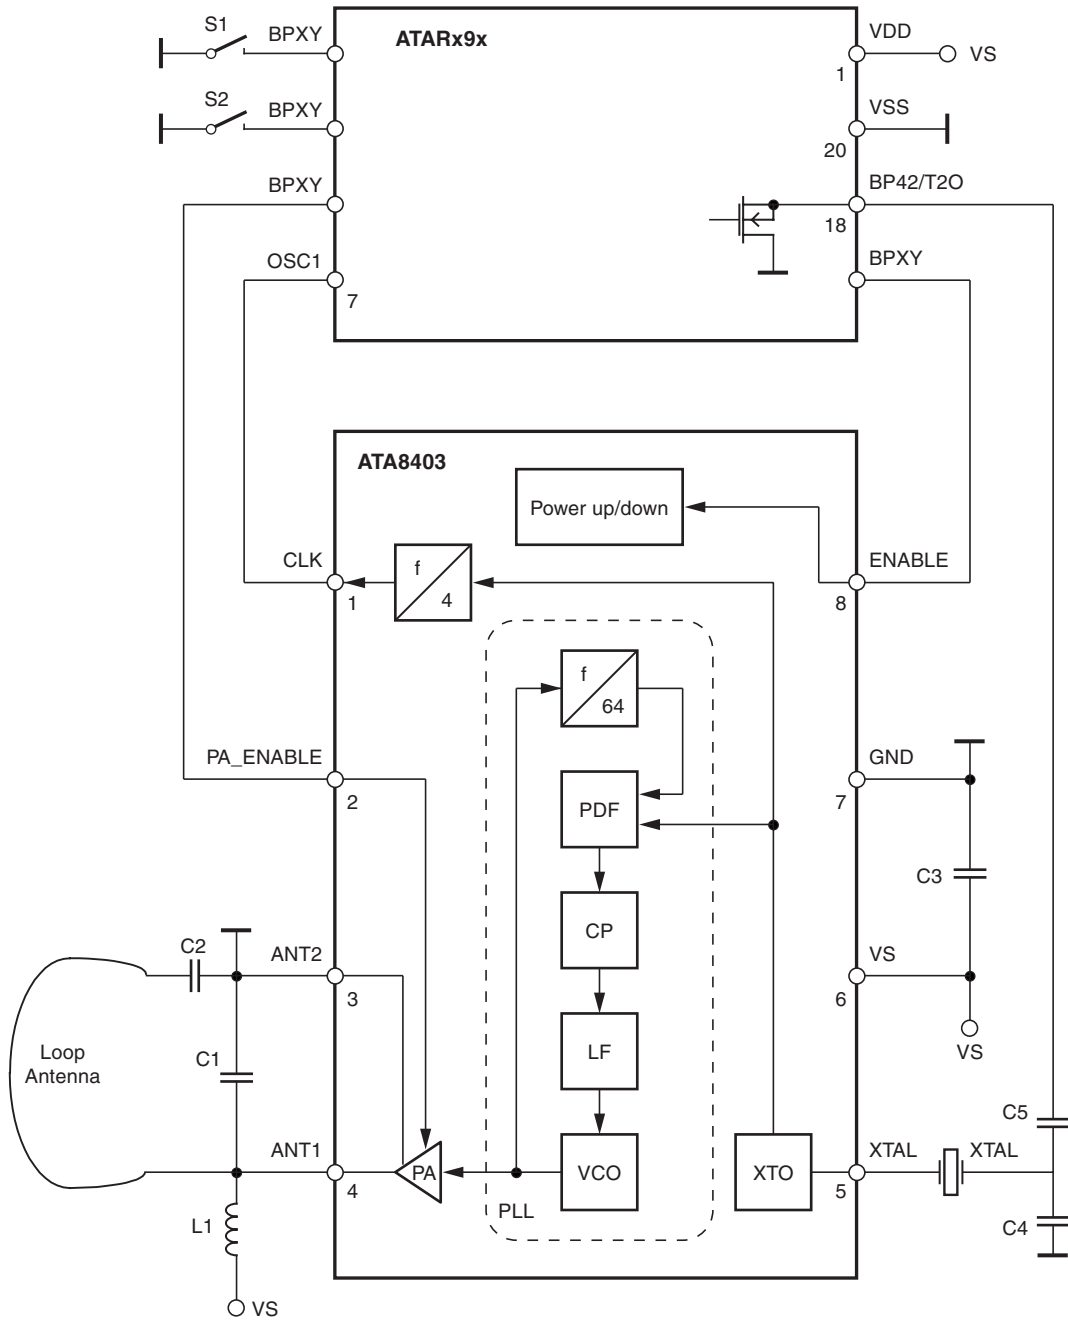 S1
BPXY
ATARx9x
VDD
1
VS
S2
BPXY
VSS
20
BPXY
BP42/T2O
18
OSC1
7
BPXY
ATA8403
Power up/down
CLK
1
f
4
ENABLE
8
f
64
PA_ENABLE
2
PDF
GND
7
C3
CP
C2
ANT2
3
VS
6
Loop
Antenna
C1
LF
VS
C5
ANT1
4
PA
VCO
XTO
XTAL
5
XTAL
PLL
L1
C4
VS